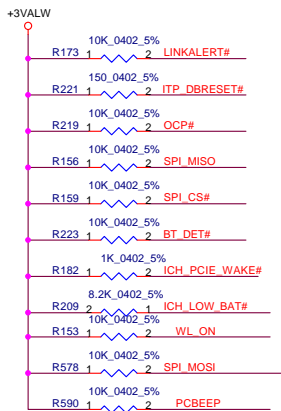 +3VALW
10K_0402_5%
R173 1 2 LINKALERT#
150_0402_5%
R221 1 2 ITP_DBRESET#
10K_0402_5%
R219 1 2 OCP#
10K_0402_5%
R156 1 2 SPI_MISO
10K_0402_5%
R159 1 2 SPI_CS#
10K_0402_5%
R223 1 2 BT_DET#
1K_0402_5%
R182 1 2 ICH_PCIE_WAKE#
8.2K_0402_5%
R209 2 1 ICH_LOW_BAT#
10K_0402_5%
R153 1 2 WL_ON
10K_0402_5%
R578 1 2 SPI_MOSI
10K_0402_5%
R590 1 2 PCBEEP